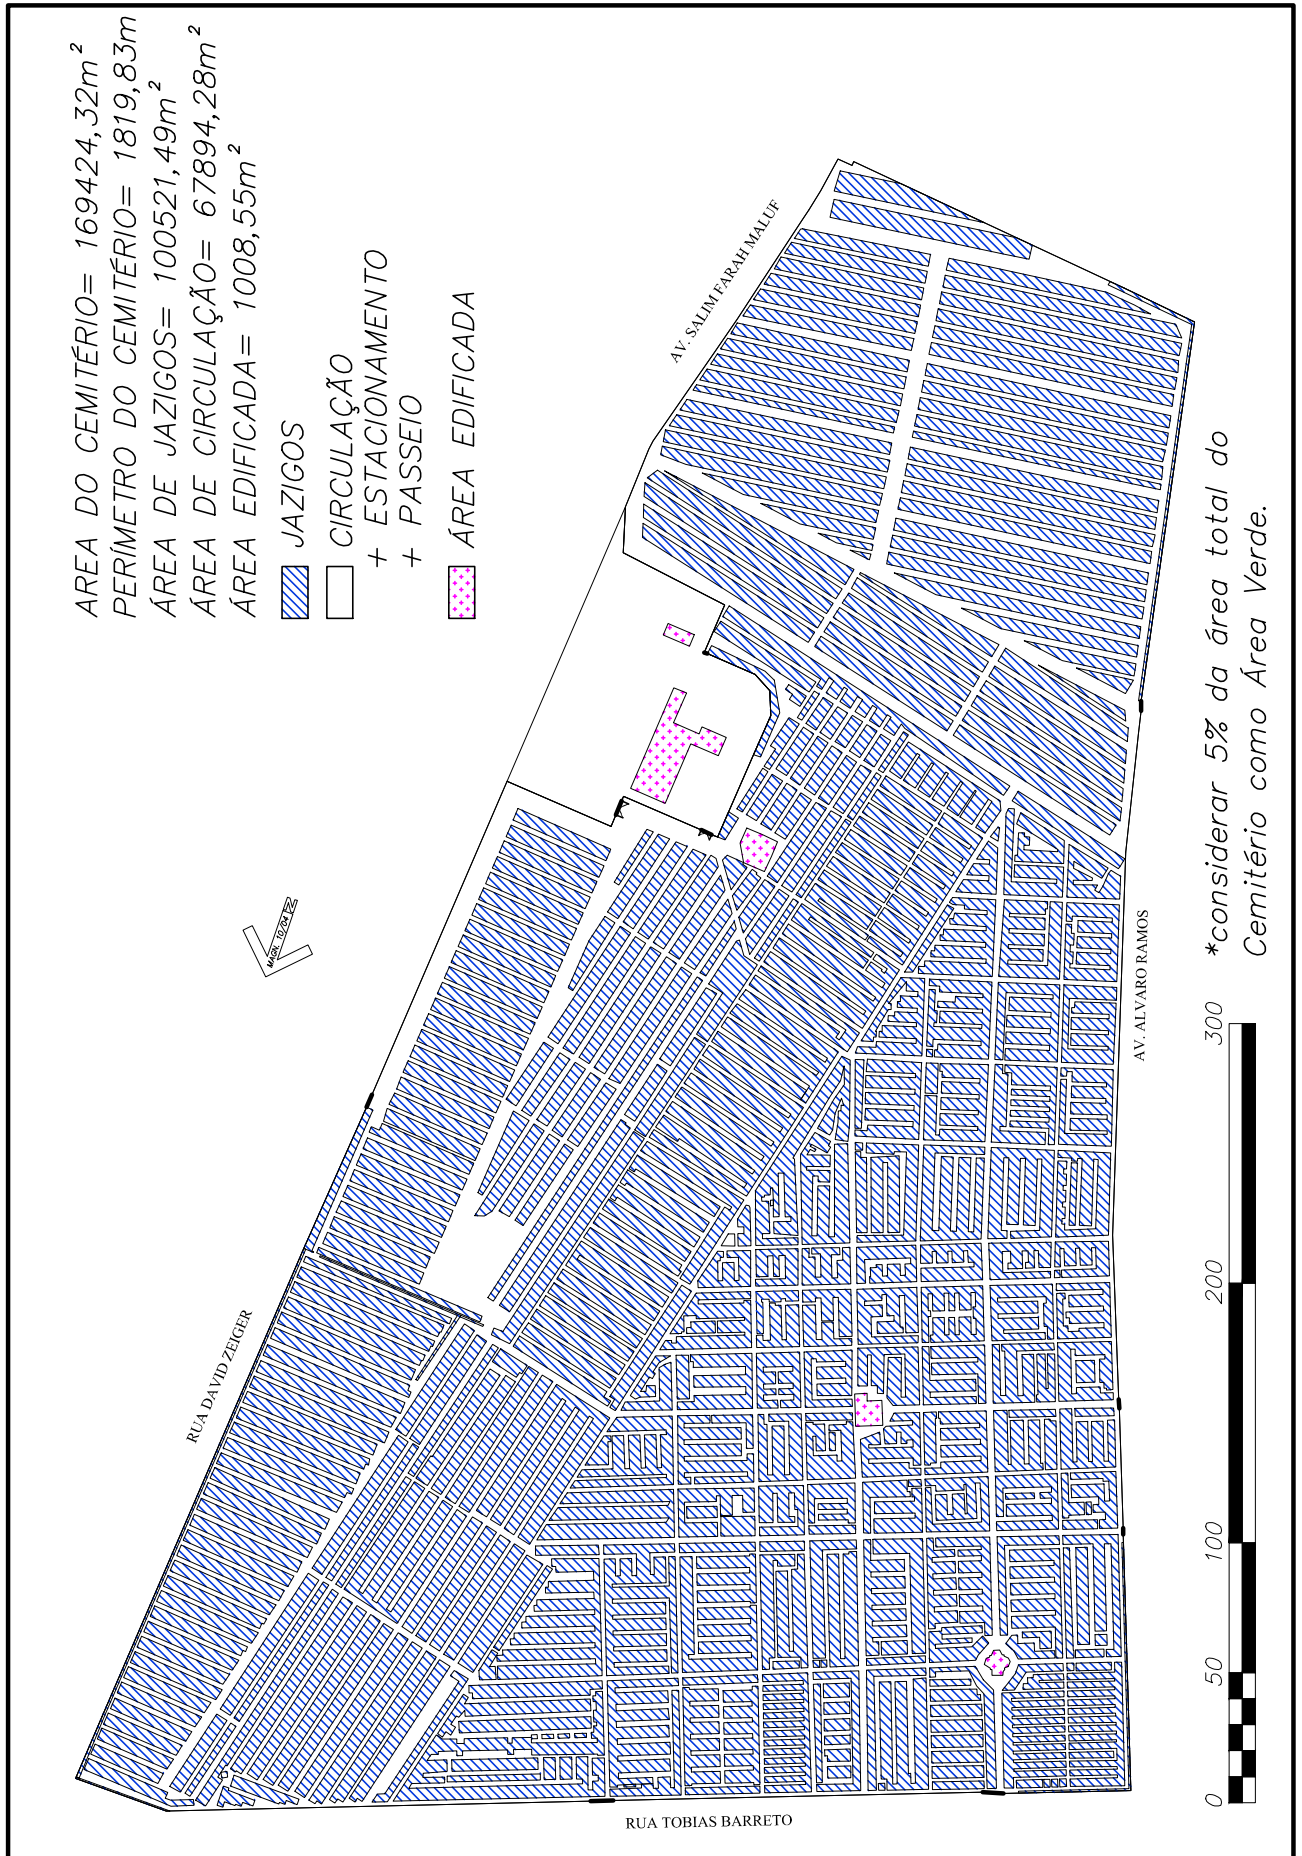 AREA DO CEMITÉRIO= 169424,32m²
PERÍMETRO DO CEMITÉRIO= 1819,83m
ÁREA DE JAZIGOS= 100521,49m²
ÁREA DE CIRCULAÇÃO= 67894,28m²
ÁREA EDIFICADA= 1008,55m²
JAZIGOS
CIRCULAÇÃO
+ ESTACIONAMENTO
+ PASSEIO
ÁREA EDIFICADA
AV. SALIM FARAH MALUF
MAGN. 10/04
RUA DAVID ZEIGER
AV. ALVARO RAMOS
RUA TOBIAS BARRETO
*considerar 5% da área total do
Cemitério como Área Verde.
0 50 100 200 300